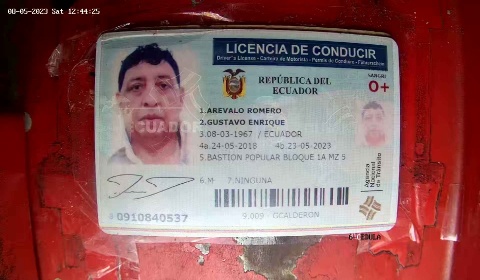 08-05-2023 Sat 12:44:25
LICENCIA DE CONDUCIR
Driver's License - Carteira de Motorista - Permis de Conduire - Führerschein
REPÚBLICA DEL
ECUADOR
SANGRE
O+
1.AREVALO ROMERO
2.GUSTAVO ENRIQUE
3.08-03-1967 / ECUADOR
4a.24-05-2018 4b.23-05-2023
5.BASTION POPULAR BLOQUE 1A MZ 5
6.M 7.NINGUNA
Agencia
Nacional
de Tránsito
0910840537
9.009 GCALDERON